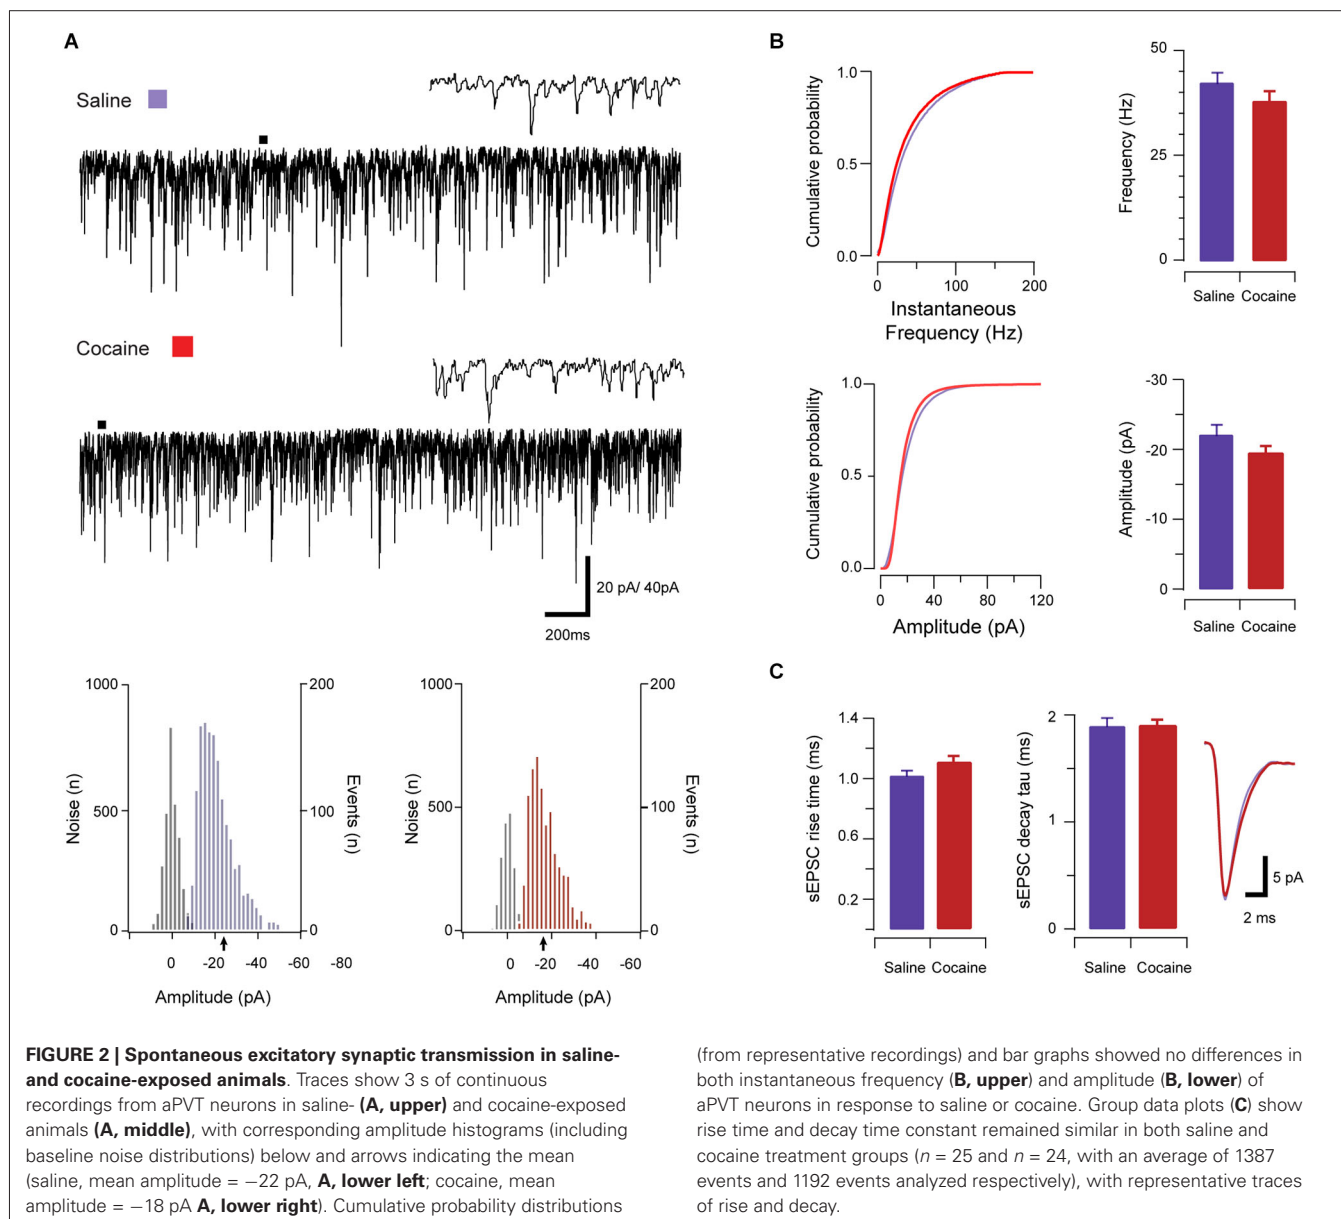 A
Saline
Cocaine
20 pA/ 40pA
200ms
1000
500
0
Noise (n)
200
100
0
Events (n)
0 -20 -40 -60 -80
Amplitude (pA)
1000
500
0
Noise (n)
200
100
0
Events (n)
0 -20 -40 -60
Amplitude (pA)
B
1.0
0.5
0.0
Cumulative probability
0 100 200
Instantaneous
Frequency (Hz)
50
25
0
Frequency (Hz)
Saline Cocaine
1.0
0.5
0.0
Cumulative probability
0 40 80 120
Amplitude (pA)
-30
-20
-10
0
Amplitude (pA)
Saline Cocaine
C
1.4
1.0
0.6
0.2
sEPSC rise time (ms)
Saline Cocaine
2
1
0
sEPSC decay tau (ms)
Saline Cocaine
5 pA
2 ms
FIGURE 2 | Spontaneous excitatory synaptic transmission in saline-
and cocaine-exposed animals. Traces show 3 s of continuous
recordings from aPVT neurons in saline- (A, upper) and cocaine-exposed
animals (A, middle), with corresponding amplitude histograms (including
baseline noise distributions) below and arrows indicating the mean
(saline, mean amplitude = −22 pA, A, lower left; cocaine, mean
amplitude = −18 pA A, lower right). Cumulative probability distributions
(from representative recordings) and bar graphs showed no differences in
both instantaneous frequency (B, upper) and amplitude (B, lower) of
aPVT neurons in response to saline or cocaine. Group data plots (C) show
rise time and decay time constant remained similar in both saline and
cocaine treatment groups (n = 25 and n = 24, with an average of 1387
events and 1192 events analyzed respectively), with representative traces
of rise and decay.